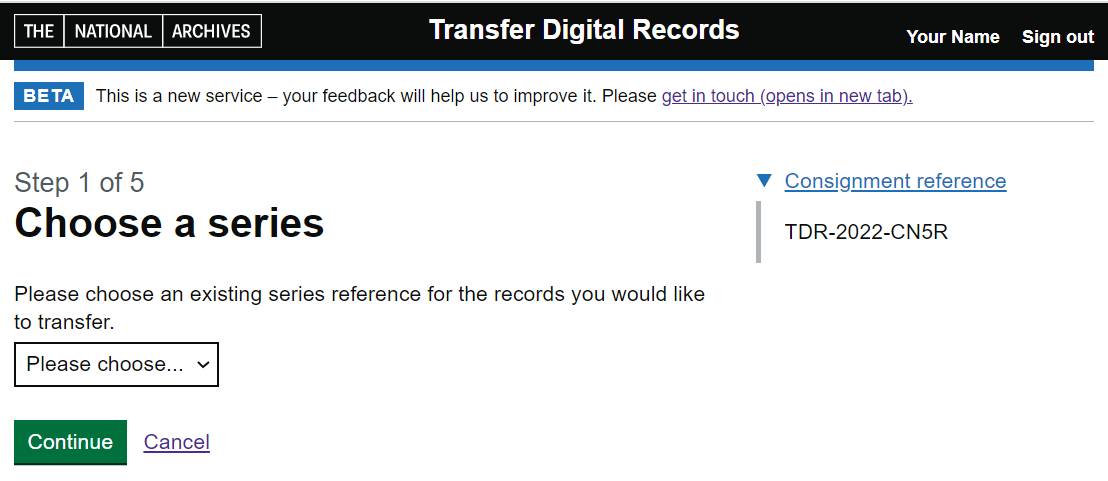 THE NATIONAL ARCHIVES
Transfer Digital Records
Your Name Sign out
BETA This is a new service – your feedback will help us to improve it. Please get in touch (opens in new tab).
Step 1 of 5
Choose a series
Please choose an existing series reference for the records you would like
to transfer.
Please choose...
Continue Cancel
Consignment reference
TDR-2022-CN5R